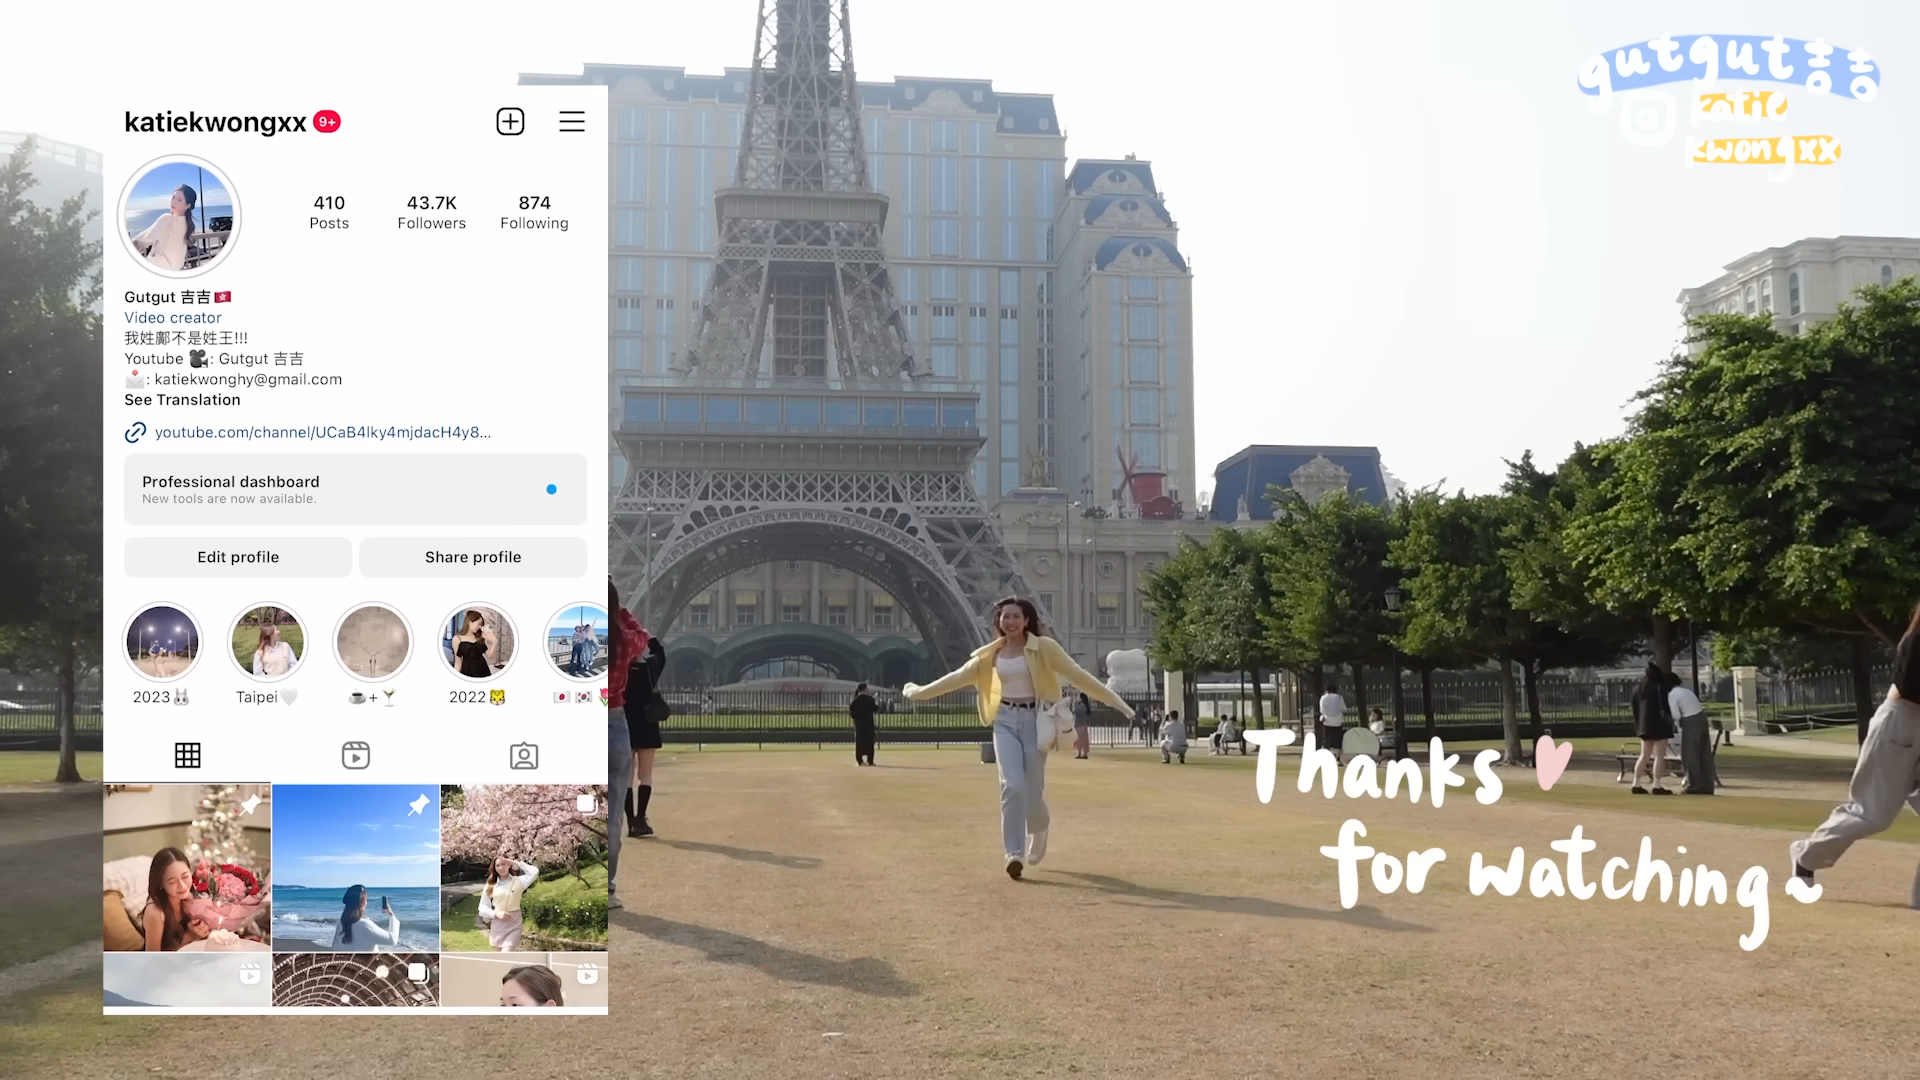 katiekwongxx 9+
410 43.7K 874
Posts Followers Following
Gutgut 吉吉
Video creator
我姓鄺不是姓王!!!
Youtube 🎥: Gutgut 吉吉
📩: katiekwonghy@gmail.com
See Translation
youtube.com/channel/UCaB4lky4mjdacH4y8...
Professional dashboard
New tools are now available.
Edit profile Share profile
2023🐰 Taipei🤍 ☕+🍸 2022🐯
gutgut吉吉
katie
kwongxx
Thanks
for watching~